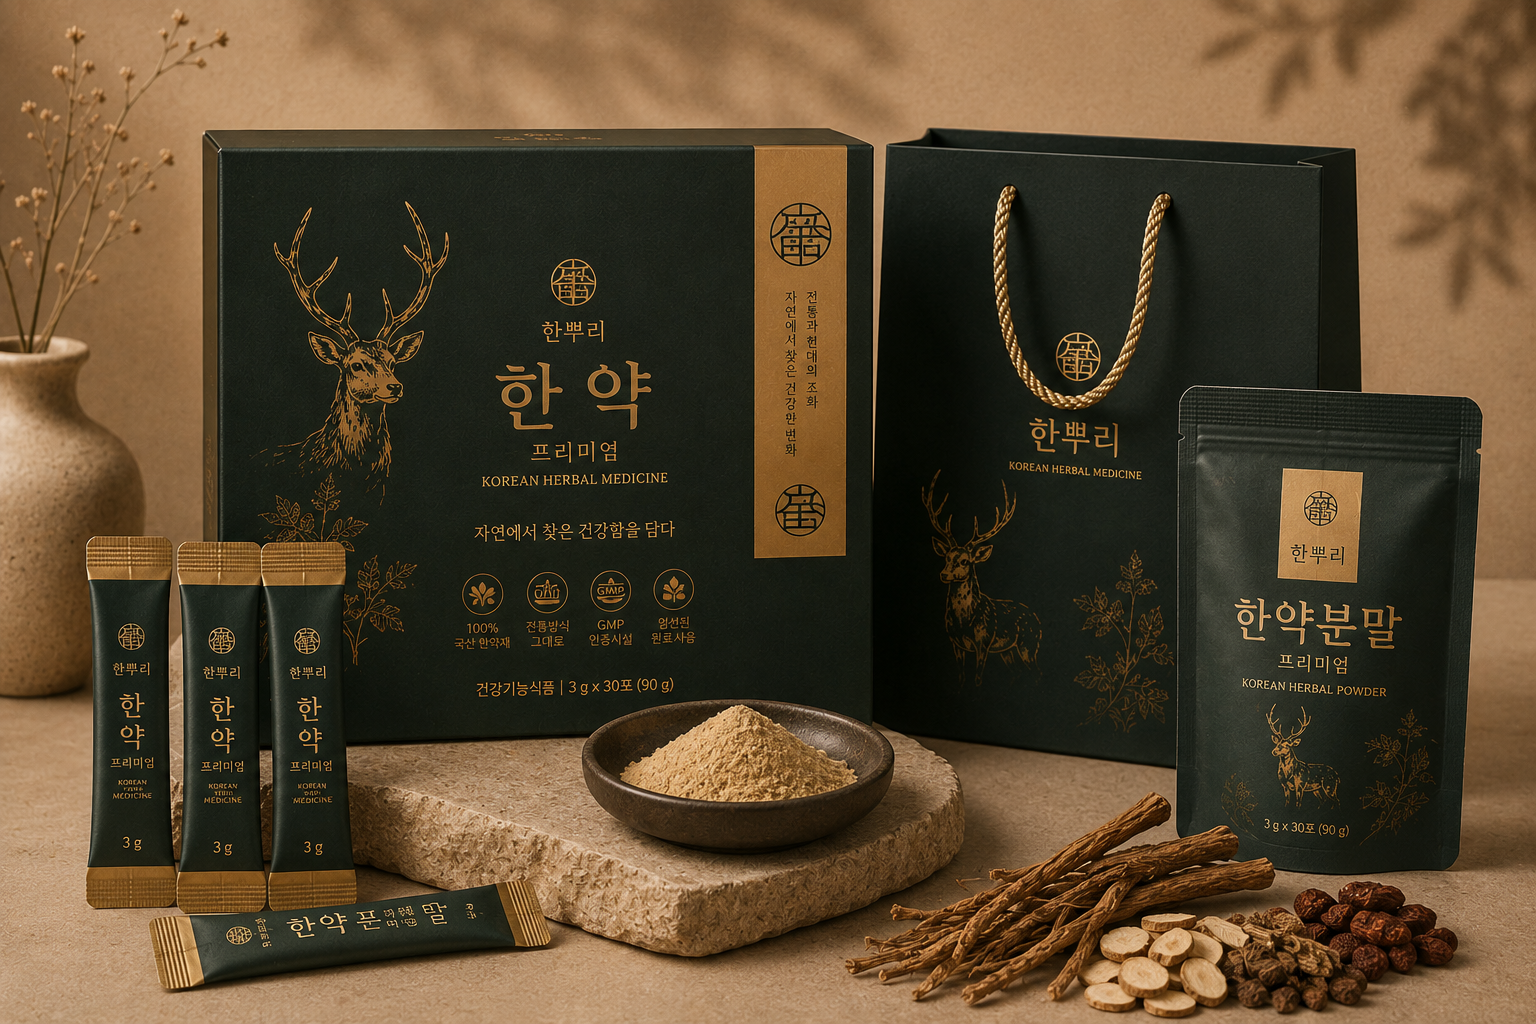 한뿌리
한약
프리미엄
KOREAN HERBAL MEDICINE
자연에서 찾은 건강함을 담다
100%
국산 한약재
전통방식
그대로
GMP
GMP
인증시설
엄선된
원료사용
건강기능식품 | 3 g x 30포 (90 g)
전통과 현대의 조화
자연에서 찾은 건강한 변화
한뿌리
KOREAN HERBAL MEDICINE
한뿌리
한약분말
프리미엄
KOREAN HERBAL POWDER
3 g x 30포 (90 g)
한뿌리
한약
프리미엄
KOREAN
MEDICINE
3 g
한뿌리
한약
프리미엄
KOREAN
MEDICINE
3 g
한뿌리
한약
프리미엄
KOREAN
MEDICINE
3 g
한약
말